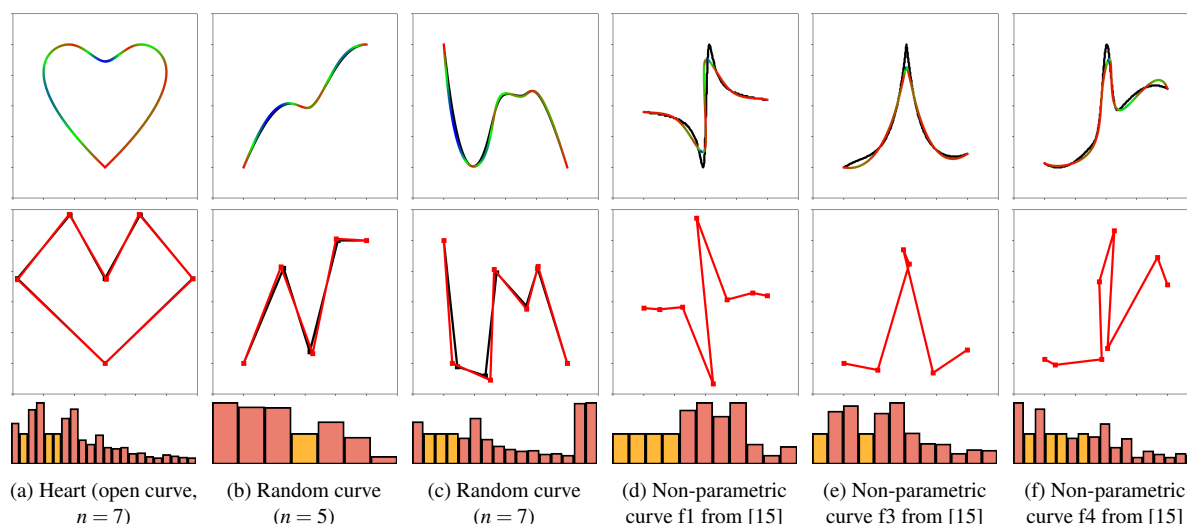 (a) Heart (open curve,
n = 7)
(b) Random curve
(n = 5)
(c) Random curve
(n = 7)
(d) Non-parametric
curve f1 from [15]
(e) Non-parametric
curve f3 from [15]
(f) Non-parametric
curve f4 from [15]